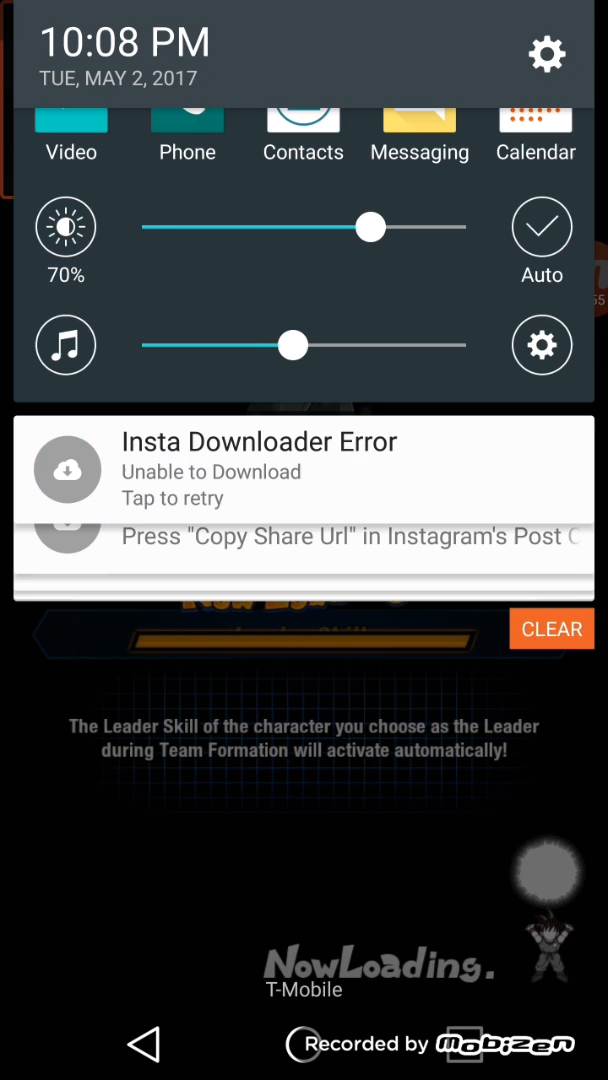 10:08 PM
TUE, MAY 2, 2017
Video
Phone
Contacts
Messaging
Calendar
70%
Auto
55
Insta Downloader Error
Unable to Download
Tap to retry
Press "Copy Share Url" in Instagram's Post
CLEAR
The Leader Skill of the character you choose as the Leader
during Team Formation will activate automatically!
NowLoading.
T-Mobile
Recorded by Mobizen